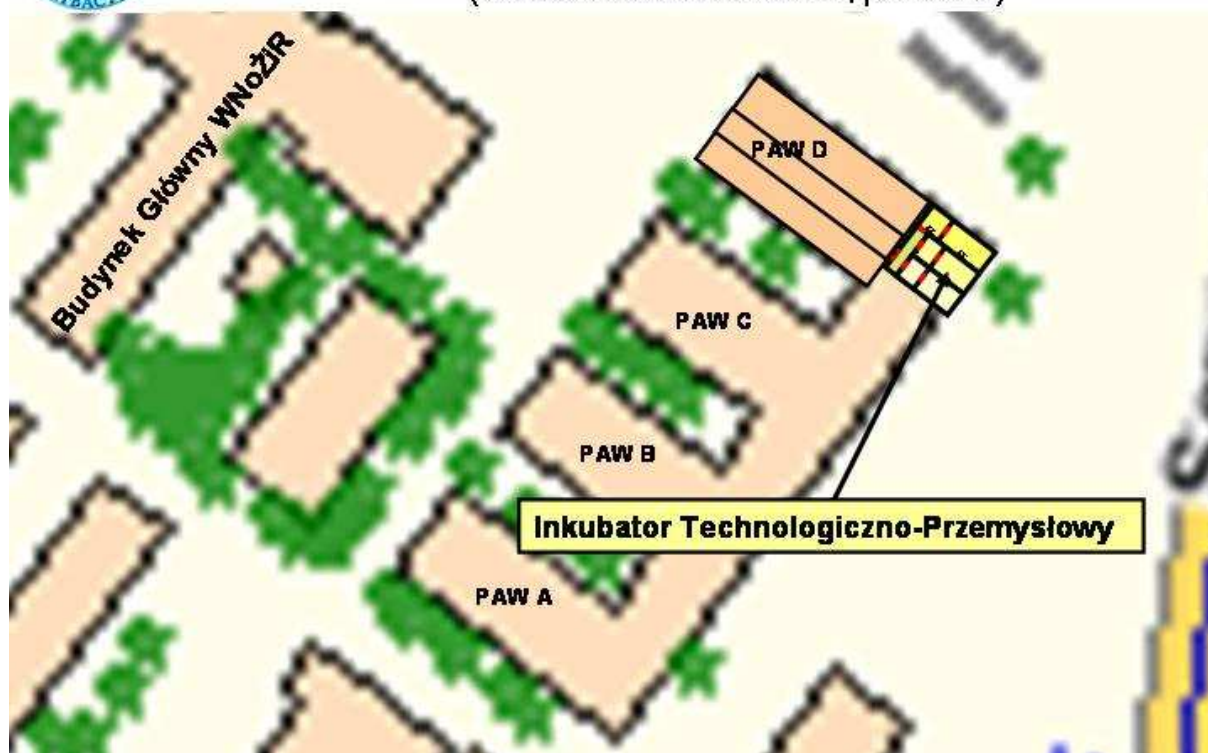 Budynek Główny WNoŻiR
PAW D
PAW C
PAW B
Inkubator Technologiczno-Przemysłowy
PAW A